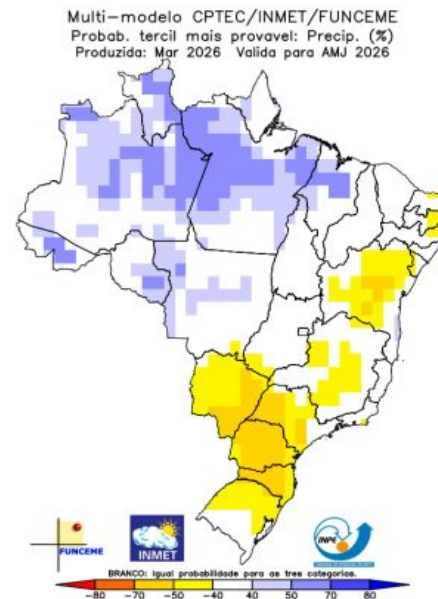 Multi-modelo CPTEC/INMET/FUNCEME
Probab. tercil mais provavel: Precip. (%)
Produzida: Mar 2026 Valida para AMJ 2026
FUNCEME
INMET
INPE
BRANCO: Igual probabilidade para as tres categorias.
-80 -70 -50 -40 40 50 70 80